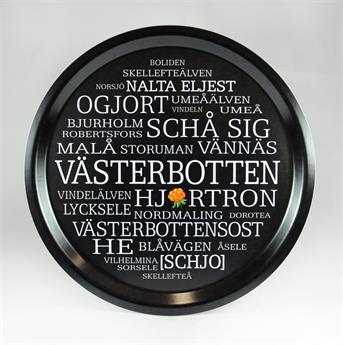 BOLIDEN
SKELLEFTEÄLVEN
NORSJÖ NALTA ELJEST
OGJORT UMEÅÄLVEN
VINDELN UMEÅ
BJURHOLM SCHÅ SIG
ROBERTSFORS
MALÅ STORUMAN VÄNNÄS
VÄSTERBOTTEN
VINDELÄLVEN HJ RTRON
LYCKSELE NORDMALING DOROTEA
VÄSTERBOTTENSOST
HE BLÅVÄGEN ÅSELE
VILHELMINA [SCHJO]
SORSELE
SKELLEFTEÅ